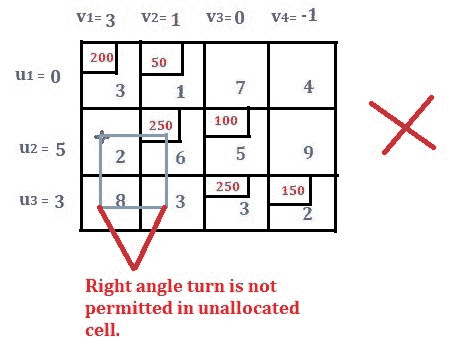 v1= 3 v2= 1 v3= 0 v4= -1
u1= 0 200 3 50 1 7 4
u2= 5 2 250 6 100 5 9
u3= 3 8 3 250 3 150 2
Right angle turn is not
permitted in unallocated
cell.